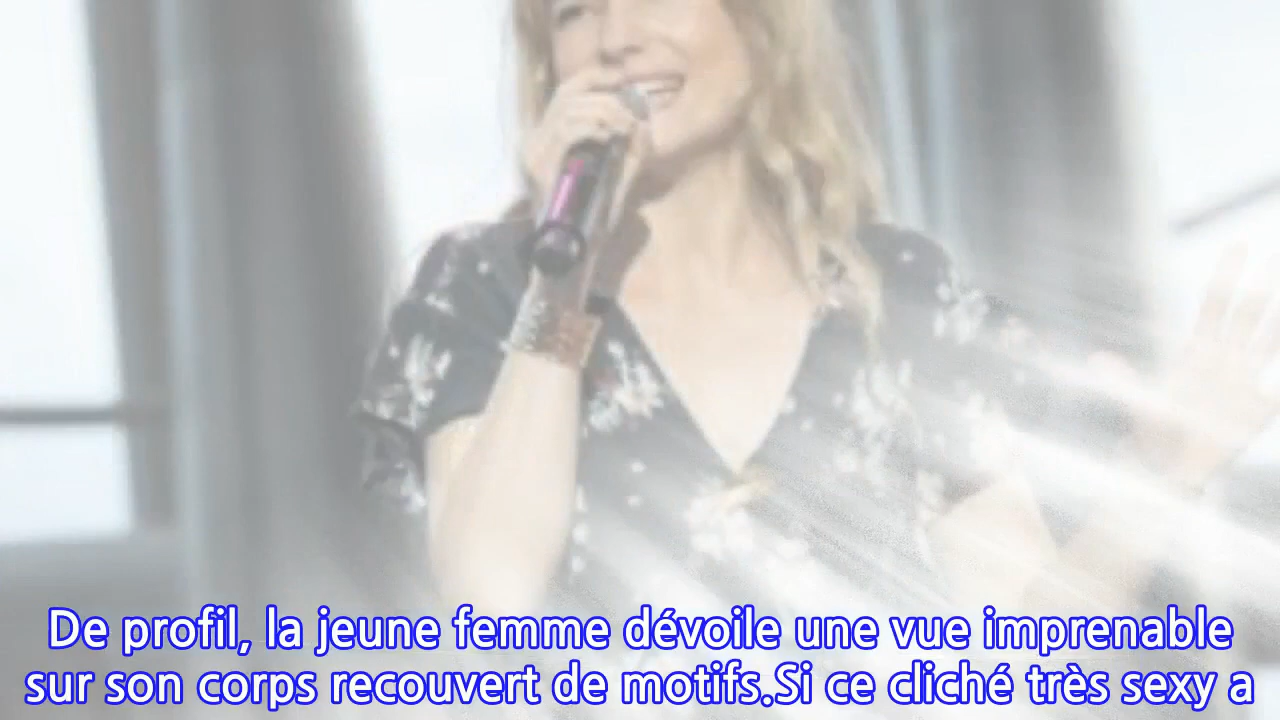 De profil, la jeune femme dévoile une vue imprenable
sur son corps recouvert de motifs.Si ce cliché très sexy a